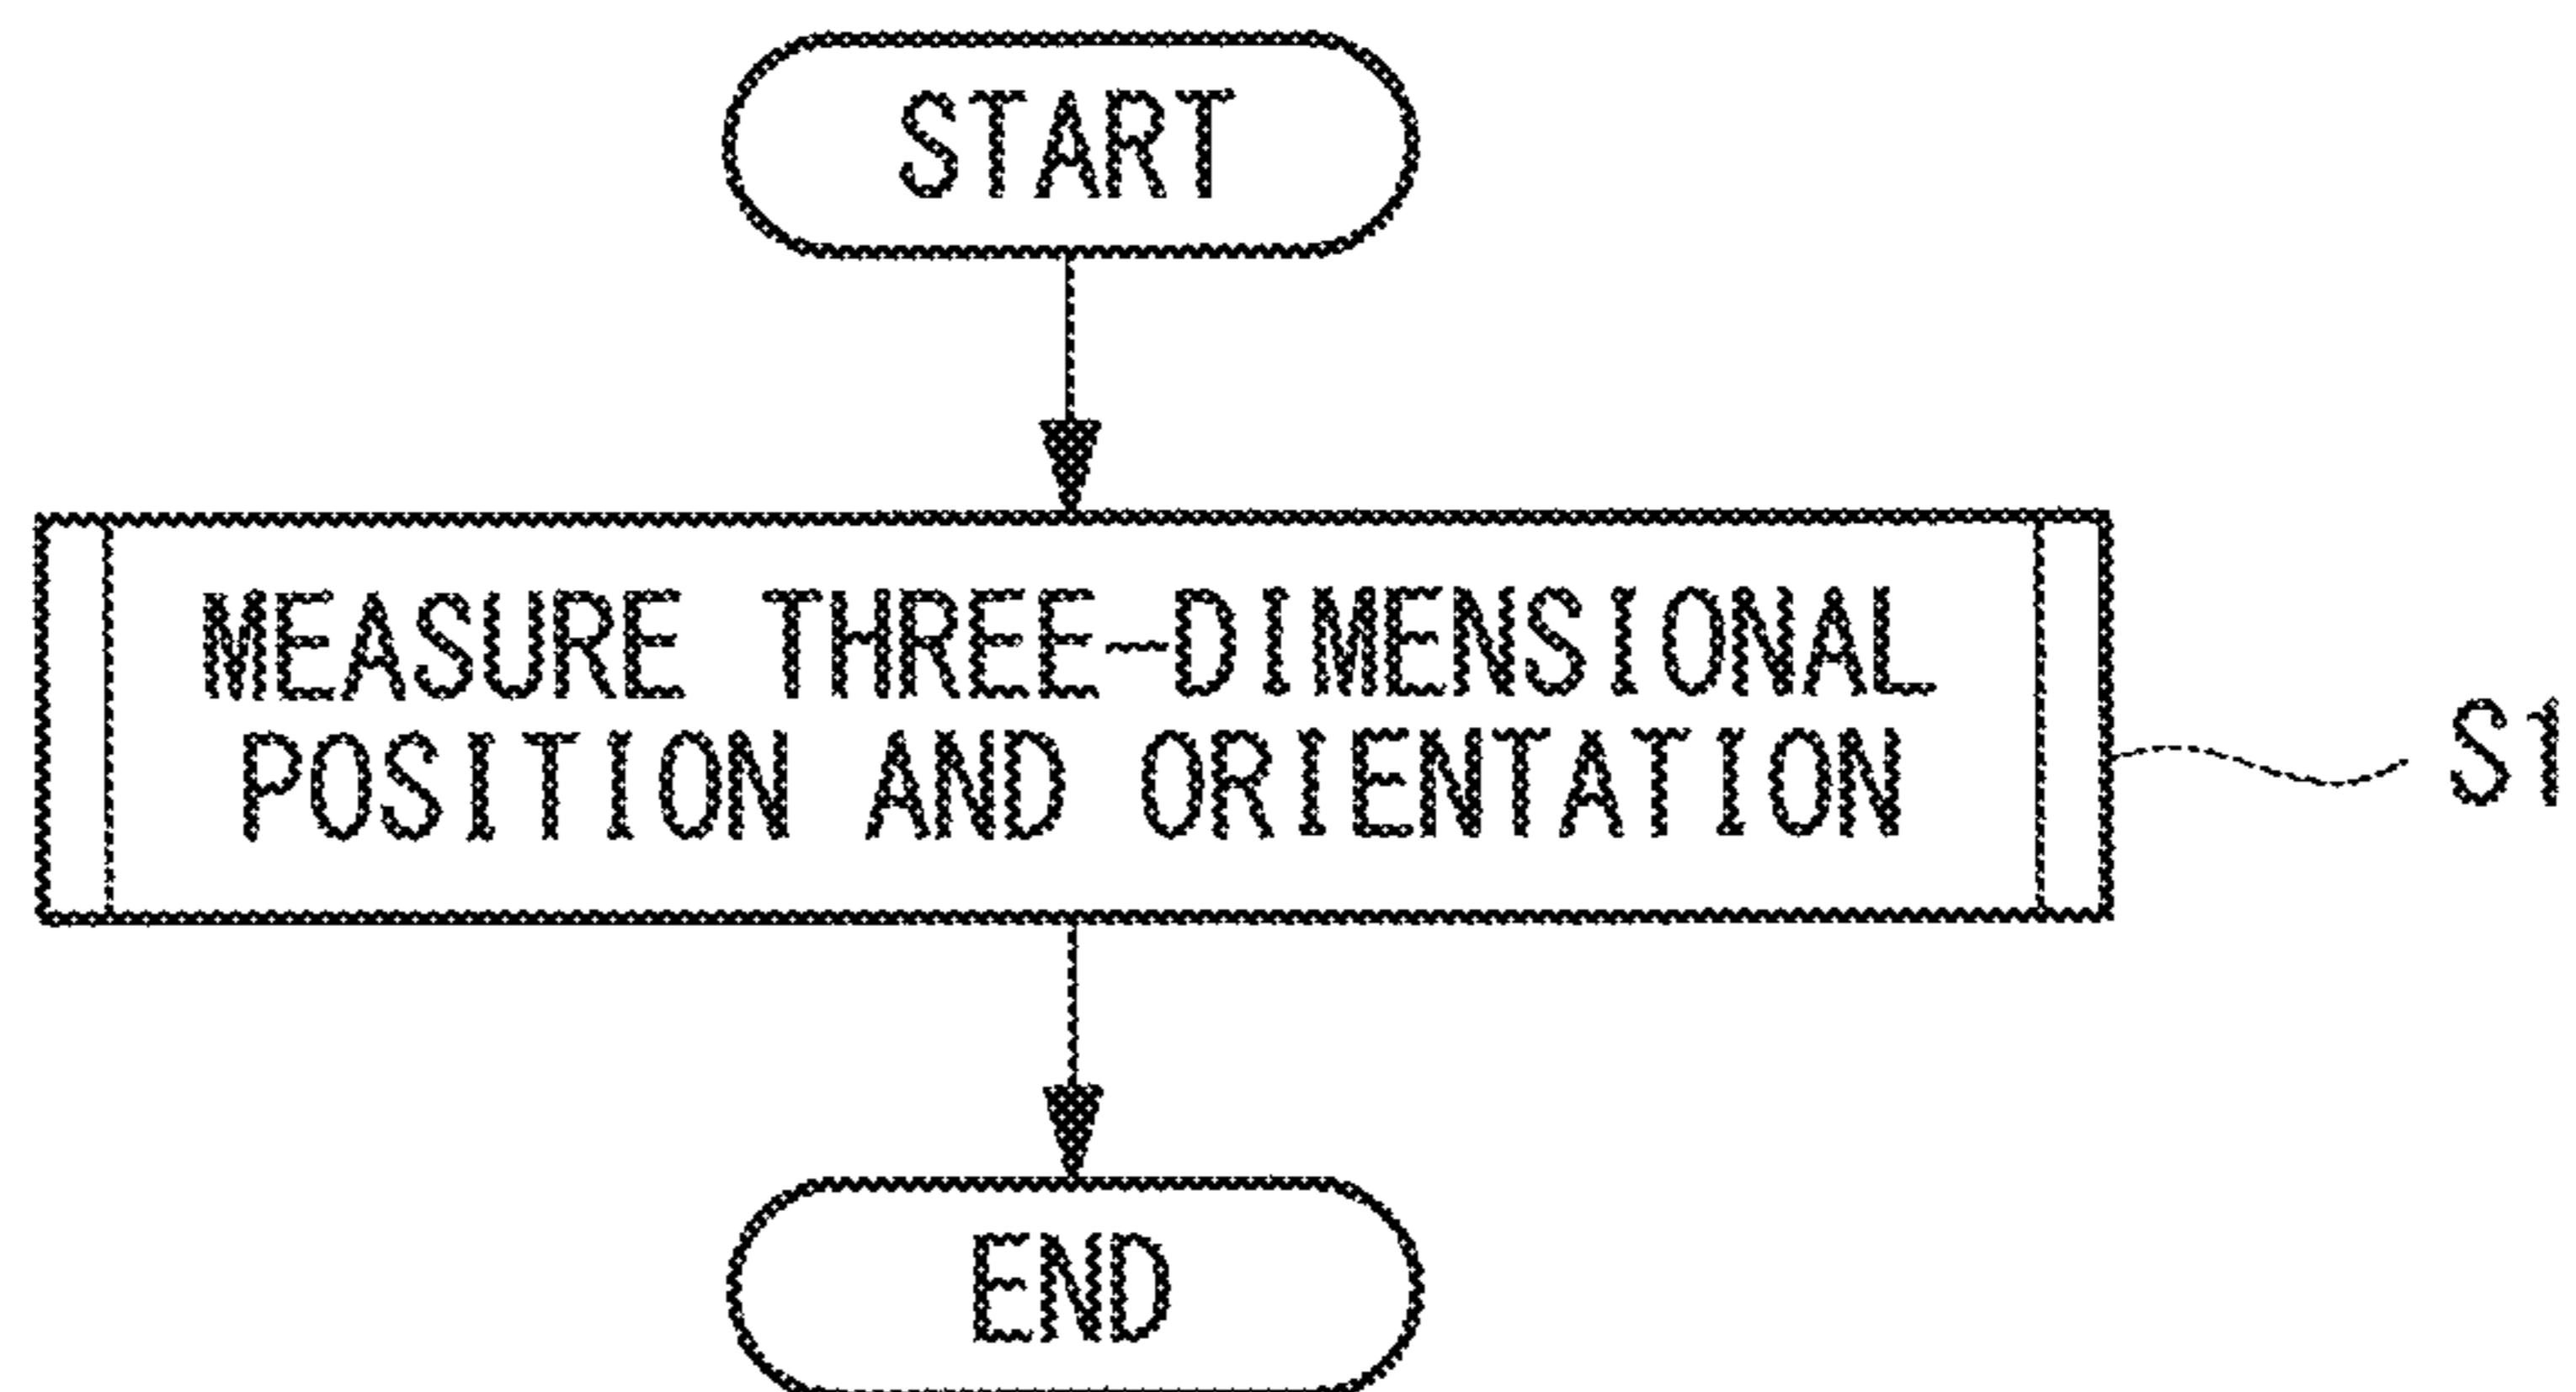 START
MEASURE THREE-DIMENSIONAL
POSITION AND ORIENTATION
S1
END